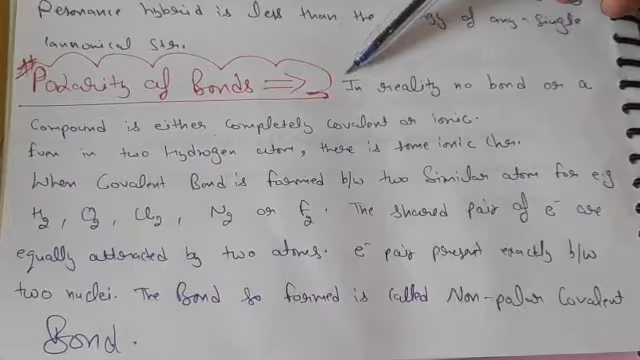 Resonance hybrid is less than the gy of any single
Cannonical Str.
# Polarity of Bonds ⇒ In reality no bond or a
Compound is either completely covalent or ionic.
Even in two Hydrogen atom, there is some ionic Chr.
When Covalent Bond is formed b/w two Similar atom for eg
H2, O2, Cl2, N2 or F2. The shared pair of e- are
equally attracted by two atoms. e- pair present exactly b/w
two nuclei. The Bond so formed is called Non-polar Covalent
Bond.